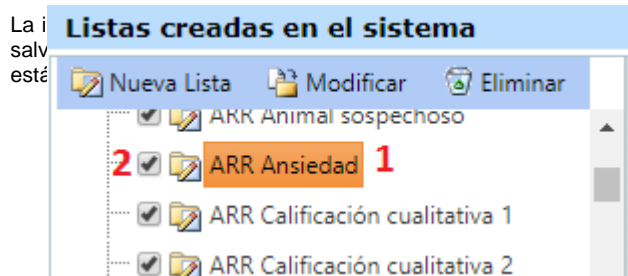 La i
salv
está
Listas creadas en el sistema
Nueva Lista Modificar Eliminar
ARR Animal sospechoso
2 ARR Ansiedad 1
ARR Calificación cualitativa 1
ARR Calificación cualitativa 2